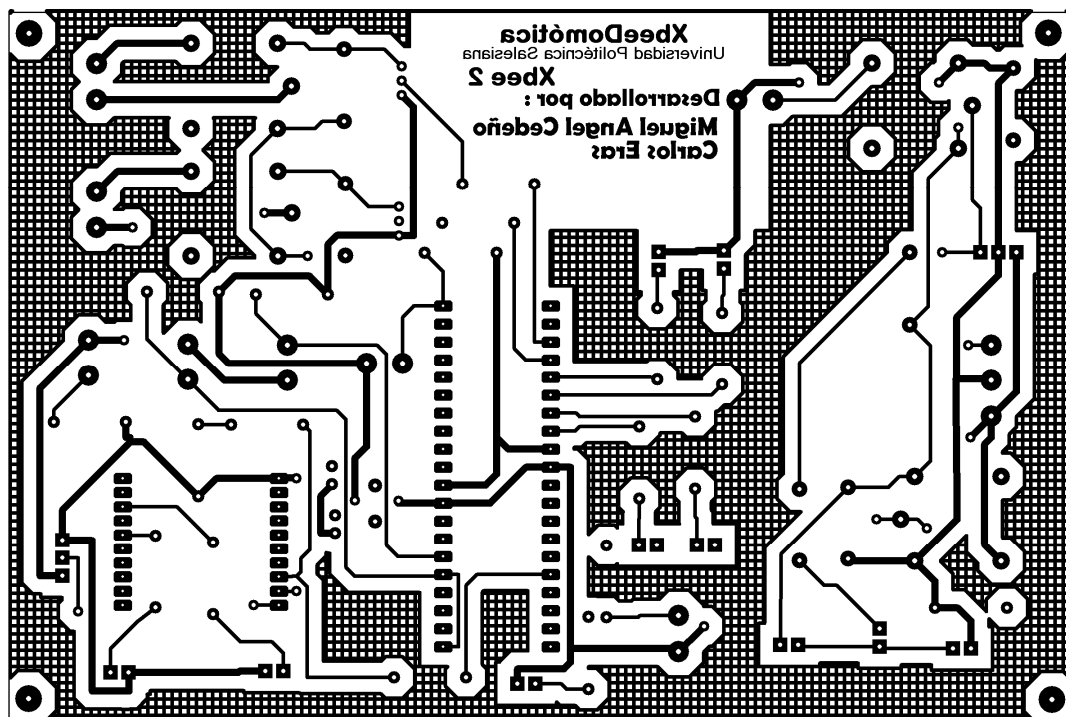 XbeeDomótica
Universidad Politécnica Salesiana
Xbee 2
Desarrollado por :
Miguel Angel Cedeño
Carlos Eras